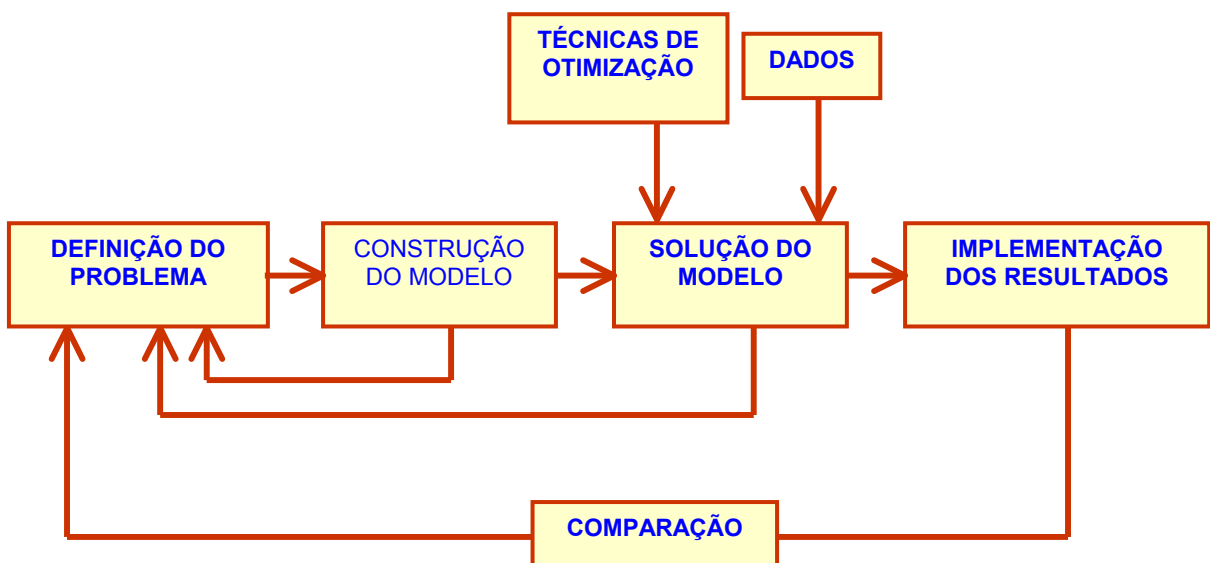 TÉCNICAS DE
OTIMIZAÇÃO
DADOS
DEFINIÇÃO DO
PROBLEMA
CONSTRUÇÃO
DO MODELO
SOLUÇÃO DO
MODELO
IMPLEMENTAÇÃO
DOS RESULTADOS
COMPARAÇÃO